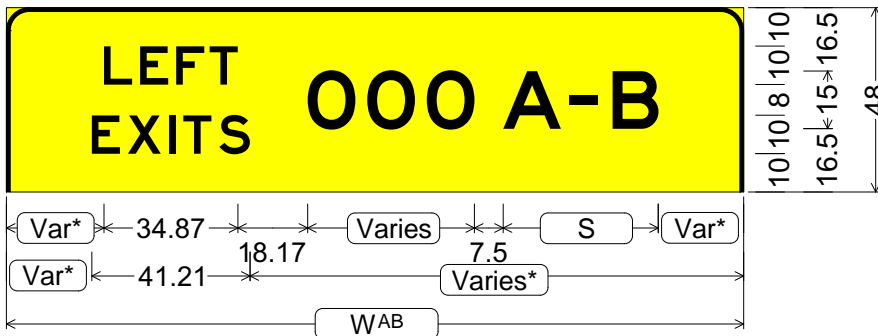 LEFT
EXITS
000 A-B
10 10 8 10 10
16.5 15 16.5
48
Var* 34.87 18.17 Varies 7.5 S Var*
Var* 41.21 Varies*
WAB